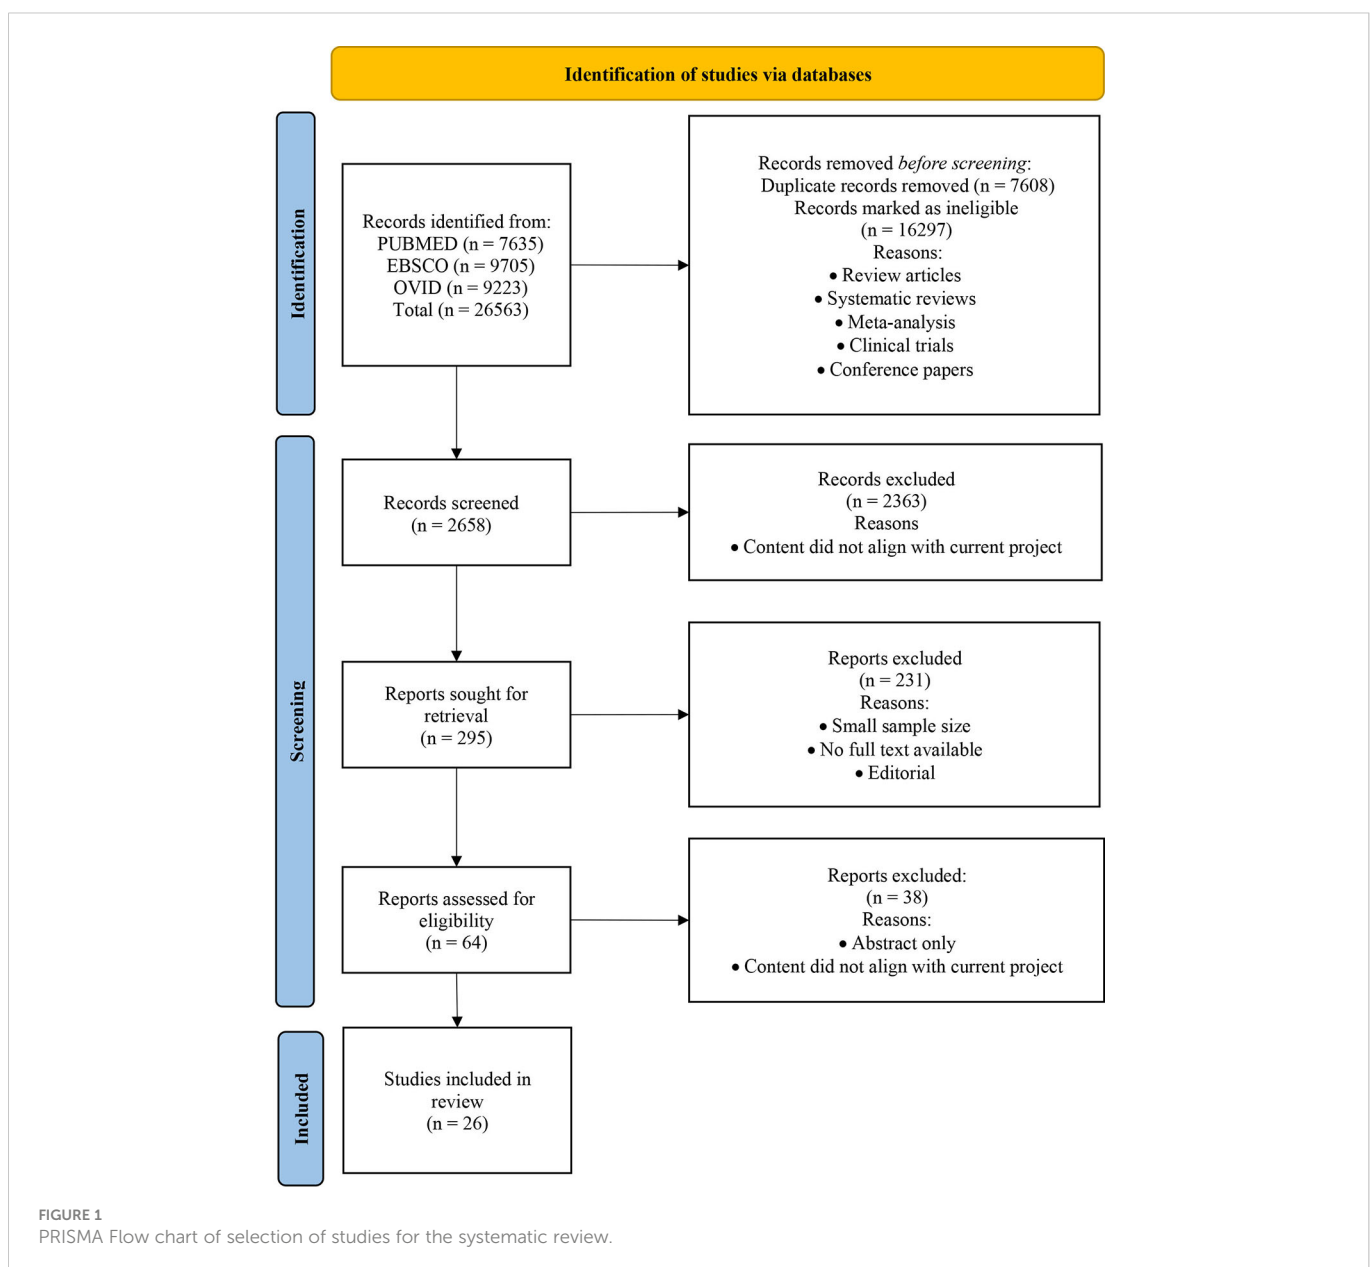 Identification of studies via databases
Identification
Records identified from:
PUBMED (n = 7635)
EBSCO (n = 9705)
OVID (n = 9223)
Total (n = 26563)
Records removed before screening:
Duplicate records removed (n = 7608)
Records marked as ineligible
(n = 16297)
Reasons:
• Review articles
• Systematic reviews
• Meta-analysis
• Clinical trials
• Conference papers
Screening
Records screened
(n = 2658)
Records excluded
(n = 2363)
Reasons
• Content did not align with current project
Reports sought for
retrieval
(n = 295)
Reports excluded
(n = 231)
Reasons:
• Small sample size
• No full text available
• Editorial
Reports assessed for
eligibility
(n = 64)
Reports excluded:
(n = 38)
Reasons:
• Abstract only
• Content did not align with current project
Included
Studies included in
review
(n = 26)
FIGURE 1
PRISMA Flow chart of selection of studies for the systematic review.